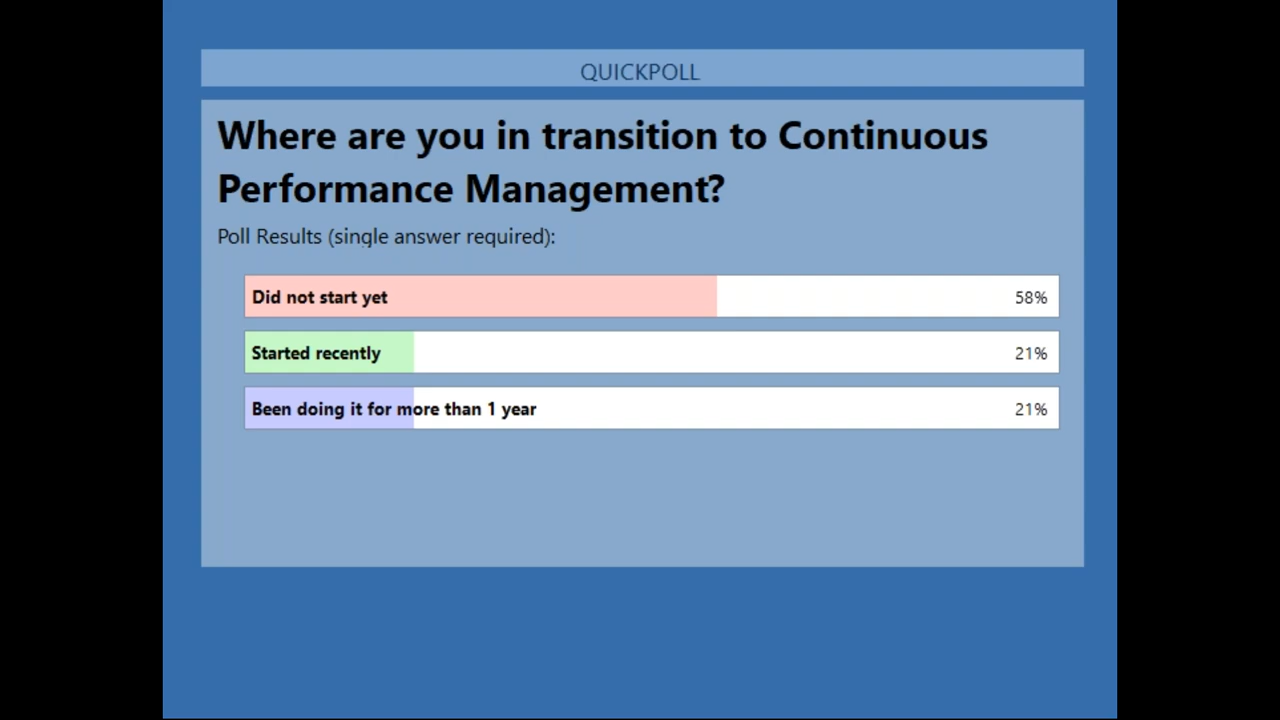 QUICKPOLL
Where are you in transition to Continuous
Performance Management?
Poll Results (single answer required):
Did not start yet 58%
Started recently 21%
Been doing it for more than 1 year 21%